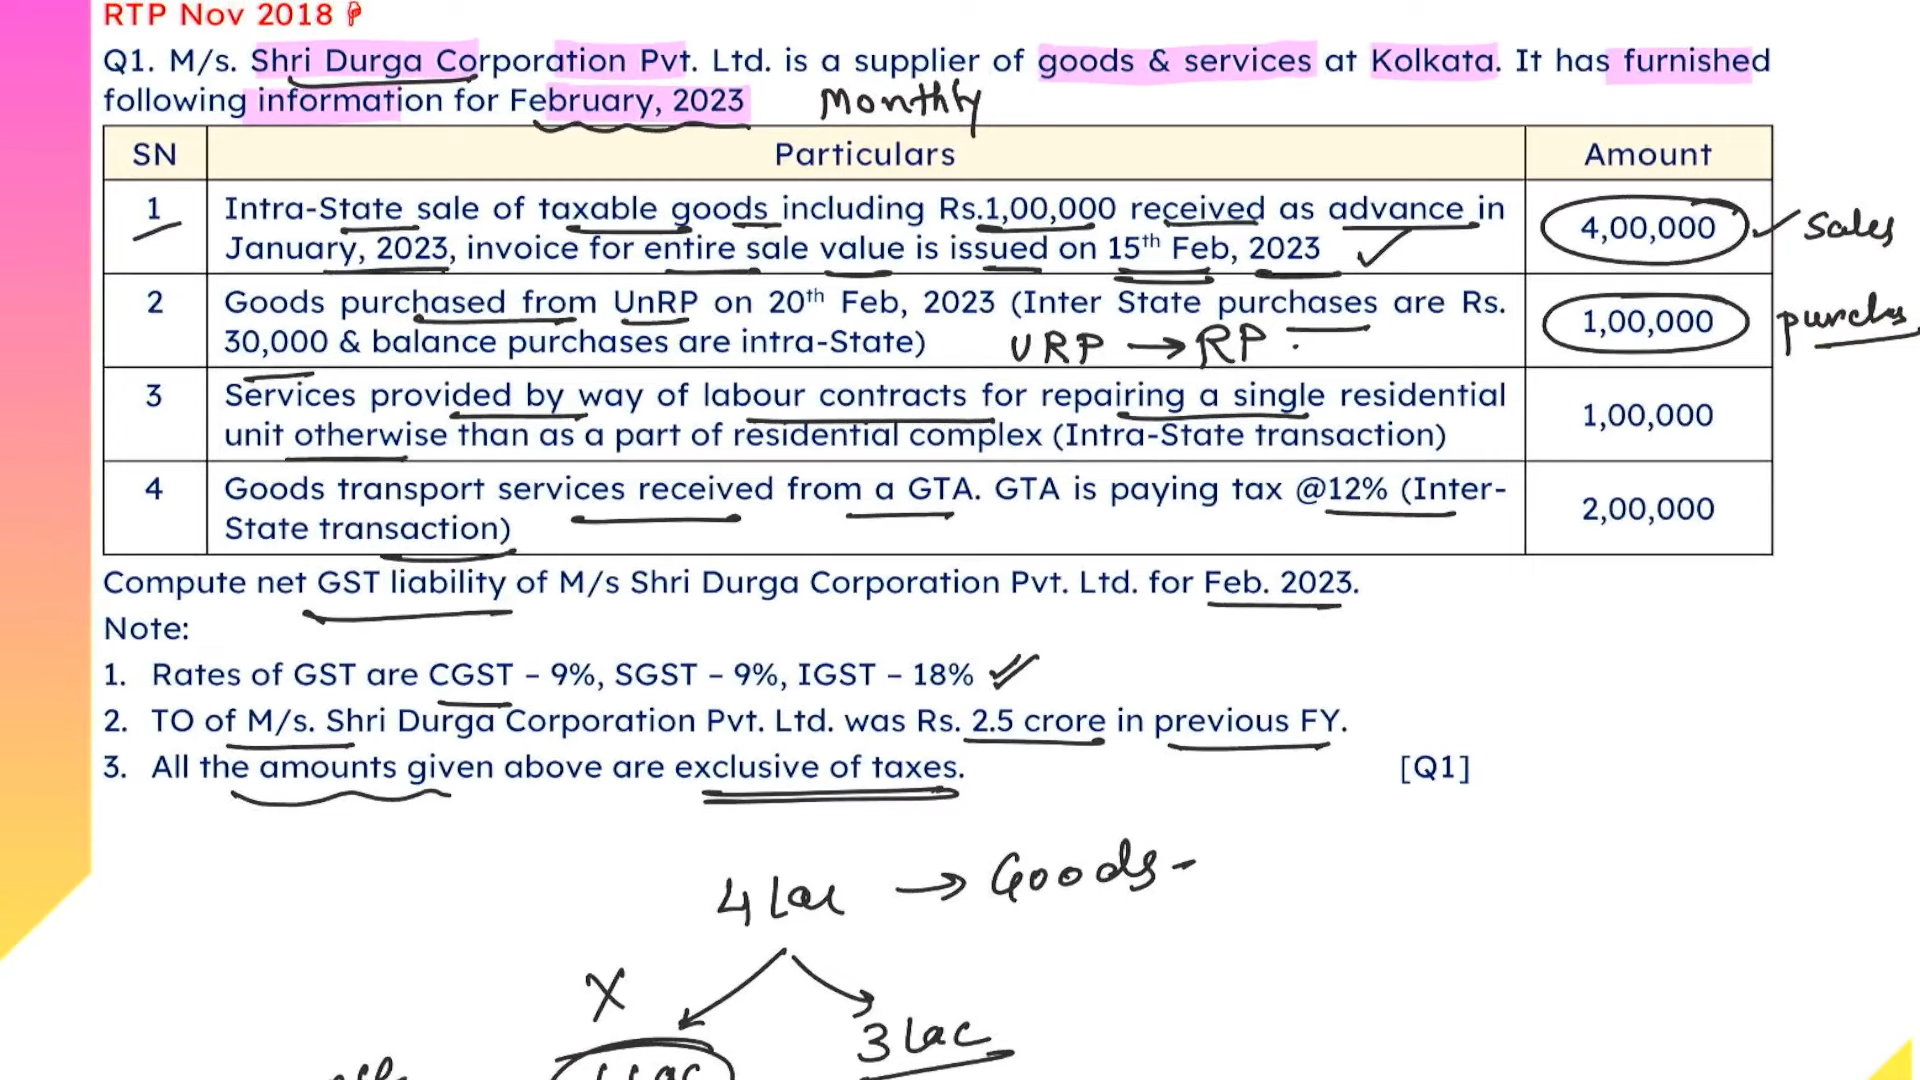 RTP Nov 2018
Q1. M/s. Shri Durga Corporation Pvt. Ltd. is a supplier of goods & services at Kolkata. It has furnished
following information for February, 2023 Monthly
SN Particulars Amount
1 Intra-State sale of taxable goods including Rs.1,00,000 received as advance in
January, 2023, invoice for entire sale value is issued on 15th Feb, 2023 4,00,000 Sales
2 Goods purchased from UnRP on 20th Feb, 2023 (Inter State purchases are Rs.
30,000 & balance purchases are intra-State) URP → RP 1,00,000
3 Services provided by way of labour contracts for repairing a single residential
unit otherwise than as a part of residential complex (Intra-State transaction) 1,00,000
4 Goods transport services received from a GTA. GTA is paying tax @12% (Inter-
State transaction) 2,00,000
Compute net GST liability of M/s Shri Durga Corporation Pvt. Ltd. for Feb. 2023.
Note:
1. Rates of GST are CGST – 9%, SGST – 9%, IGST – 18%
2. TO of M/s. Shri Durga Corporation Pvt. Ltd. was Rs. 2.5 crore in previous FY.
3. All the amounts given above are exclusive of taxes. [Q1]
4 Lac → Goods -
X
3 Lac